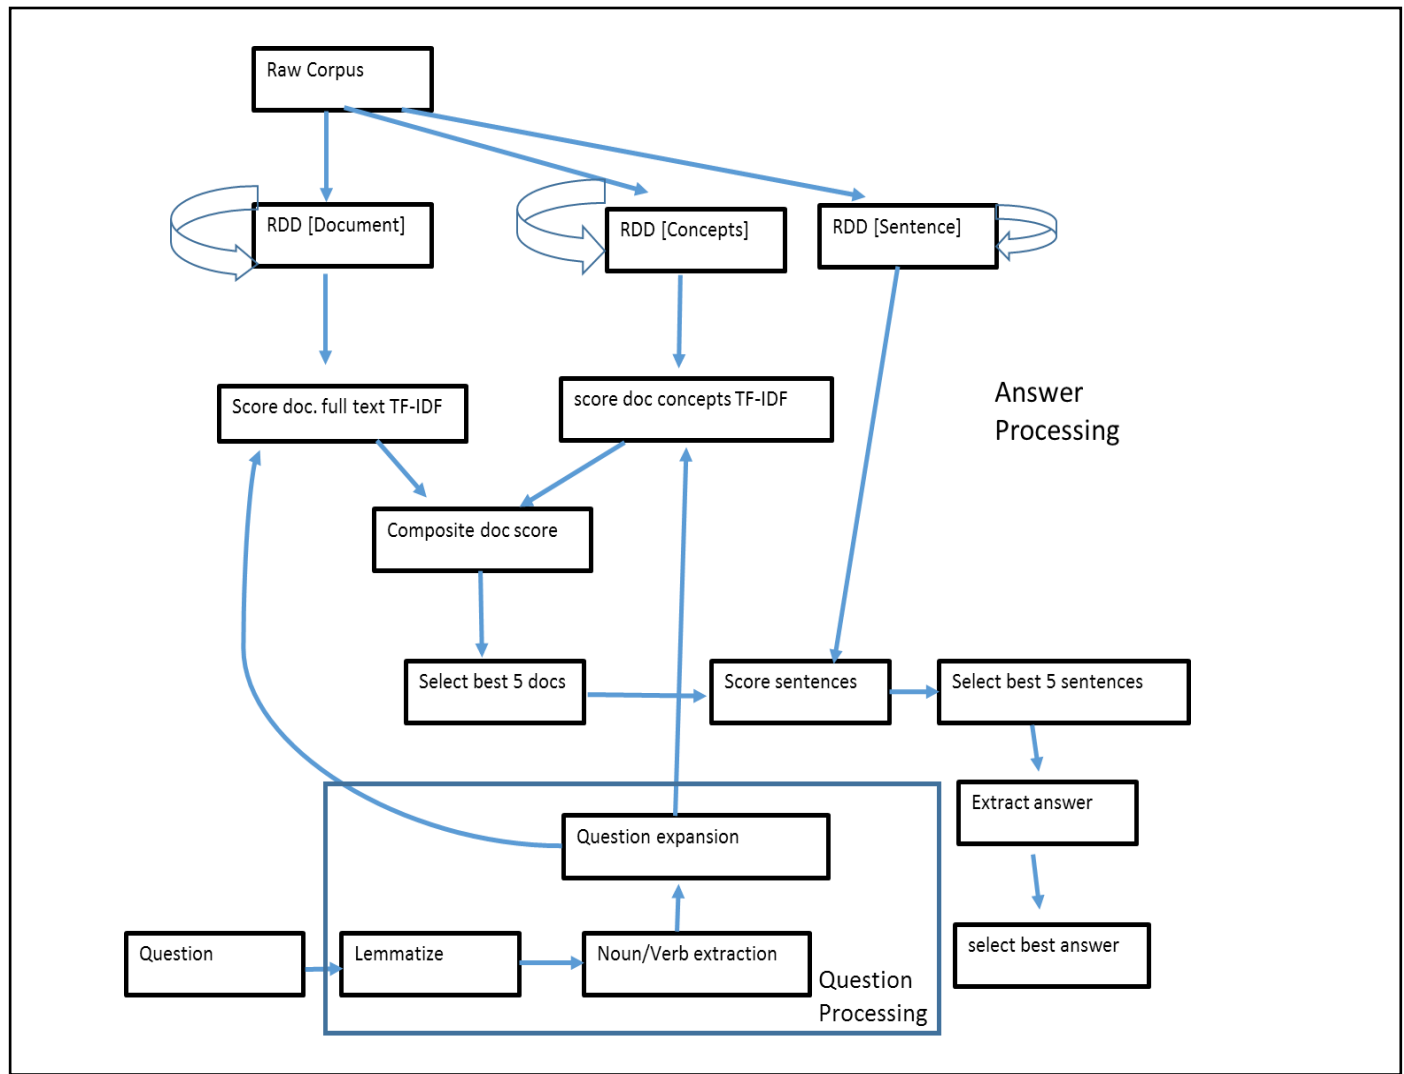 Raw Corpus
RDD [Document]
RDD [Concepts]
RDD [Sentence]
Score doc. full text TF-IDF
score doc concepts TF-IDF
Answer
Processing
Composite doc score
Select best 5 docs
Score sentences
Select best 5 sentences
Extract answer
Question expansion
Question
Lemmatize
Noun/Verb extraction
select best answer
Question
Processing